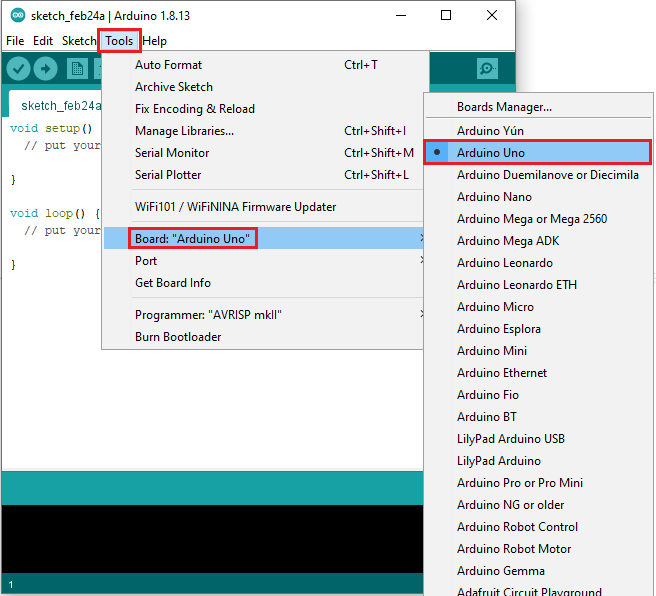 sketch_feb24a | Arduino 1.8.13
File Edit Sketch Tools Help
sketch_feb24a
void setup()
// put your
}
void loop() {
// put your
}
1
Auto Format Ctrl+T
Archive Sketch
Fix Encoding & Reload
Manage Libraries... Ctrl+Shift+I
Serial Monitor Ctrl+Shift+M
Serial Plotter Ctrl+Shift+L
WiFi101 / WiFiNINA Firmware Updater
Board: "Arduino Uno"
Port
Get Board Info
Programmer: "AVRISP mkII"
Burn Bootloader
Boards Manager...
Arduino Yún
Arduino Uno
Arduino Duemilanove or Diecimila
Arduino Nano
Arduino Mega or Mega 2560
Arduino Mega ADK
Arduino Leonardo
Arduino Leonardo ETH
Arduino Micro
Arduino Esplora
Arduino Mini
Arduino Ethernet
Arduino Fio
Arduino BT
LilyPad Arduino USB
LilyPad Arduino
Arduino Pro or Pro Mini
Arduino NG or older
Arduino Robot Control
Arduino Robot Motor
Arduino Gemma
Adafruit Circuit Playground